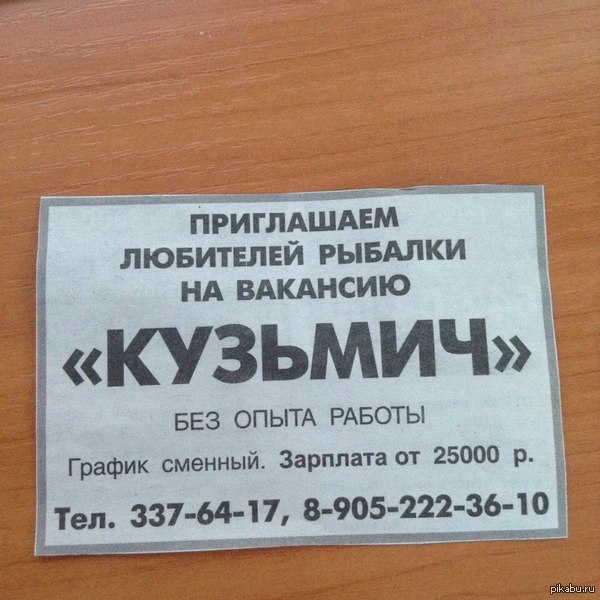 ПРИГЛАШАЕМ
ЛЮБИТЕЛЕЙ РЫБАЛКИ
НА ВАКАНСИЮ
«КУЗЬМИЧ»
БЕЗ ОПЫТА РАБОТЫ
График сменный. Зарплата от 25000 р.
Тел. 337-64-17, 8-905-222-36-10
pikabu.ru